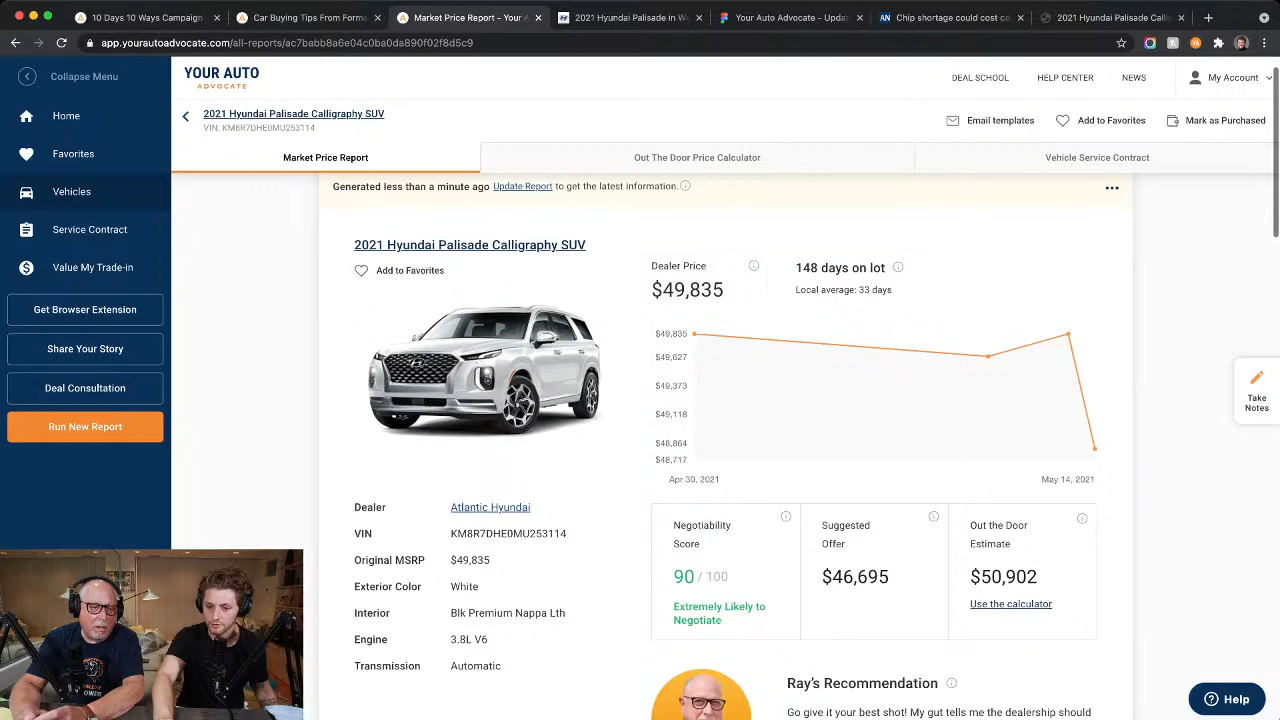 10 Days 10 Ways Campaign
Car Buying Tips From Forme
Market Price Report - Your A
2021 Hyundai Palisade in W
Your Auto Advocate - Updat
Chip shortage could cost ca
2021 Hyundai Palisade Callig
app.yourautoadvocate.com/all-reports/ac7babb8a6e04c0ba0da890f02f8d5c9
Collapse Menu
Home
Favorites
Vehicles
Service Contract
Value My Trade-in
Get Browser Extension
Share Your Story
Deal Consultation
Run New Report
YOUR AUTO
ADVOCATE
DEAL SCHOOL
HELP CENTER
NEWS
My Account
2021 Hyundai Palisade Calligraphy SUV
VIN: KM8R7DHE0MU253114
Email templates
Add to Favorites
Mark as Purchased
Market Price Report
Out The Door Price Calculator
Vehicle Service Contract
Generated less than a minute ago Update Report to get the latest information.
2021 Hyundai Palisade Calligraphy SUV
Add to Favorites
Dealer Price
$49,835
148 days on lot
Local average: 33 days
$49,835
$49,627
$49,373
$49,118
$48,864
$48,717
Apr 30, 2021
May 14, 2021
Take
Notes
Dealer Atlantic Hyundai
VIN KM8R7DHE0MU253114
Original MSRP $49,835
Exterior Color White
Interior Blk Premium Nappa Lth
Engine 3.8L V6
Transmission Automatic
Negotiability
Score
90 / 100
Extremely Likely to
Negotiate
Suggested
Offer
$46,695
Out the Door
Estimate
$50,902
Use the calculator
Ray's Recommendation
Go give it your best shot! My gut tells me the dealership should
Help